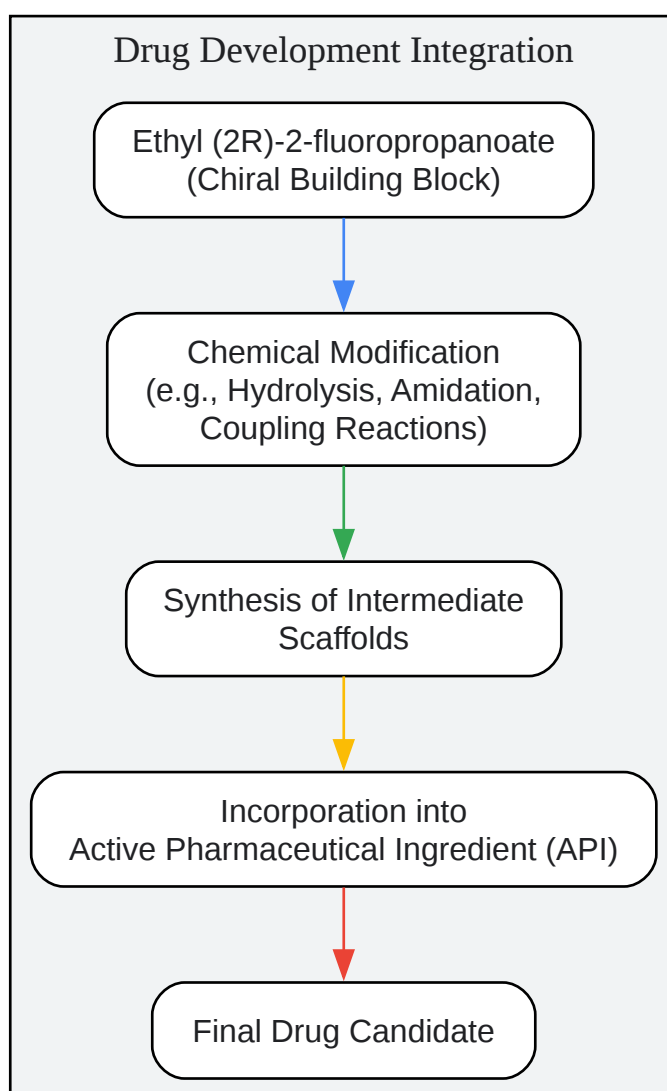 Drug Development Integration
Ethyl (2R)-2-fluoropropanoate
(Chiral Building Block)
Chemical Modification
(e.g., Hydrolysis, Amidation,
Coupling Reactions)
Synthesis of Intermediate
Scaffolds
Incorporation into
Active Pharmaceutical Ingredient (API)
Final Drug Candidate